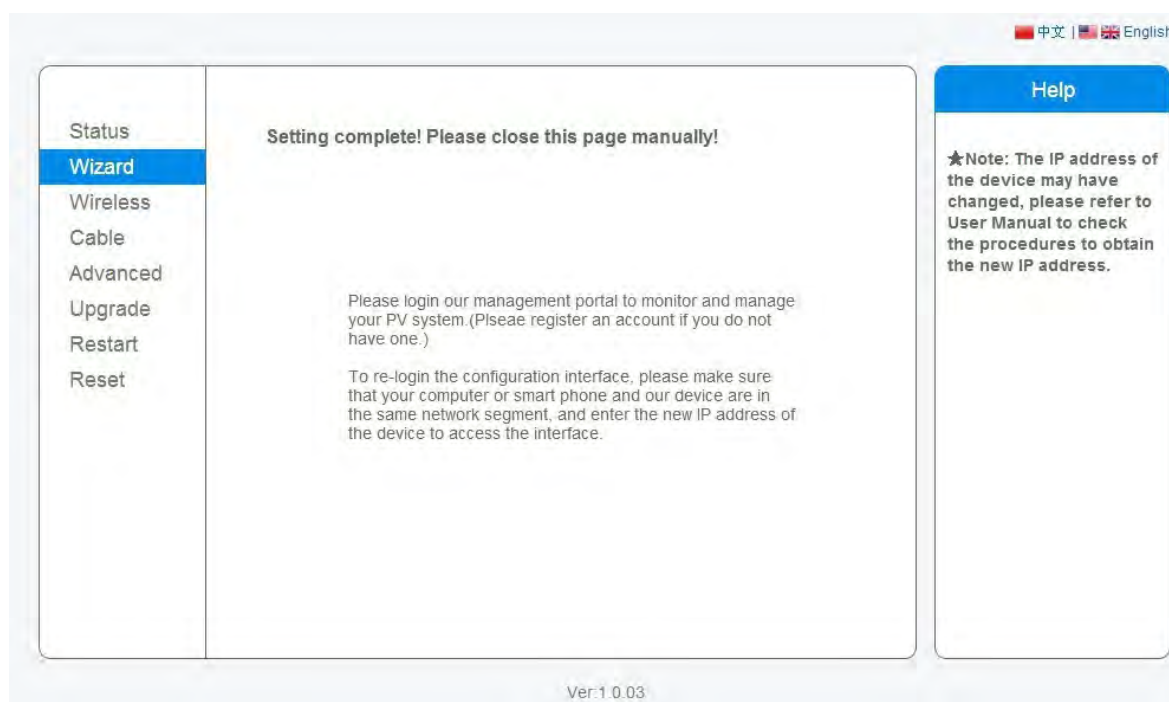 中文 | English
Status
Wizard
Wireless
Cable
Advanced
Upgrade
Restart
Reset
Setting complete! Please close this page manually!
Please login our management portal to monitor and manage
your PV system.(Plseae register an account if you do not
have one.)
To re-login the configuration interface, please make sure
that your computer or smart phone and our device are in
the same network segment, and enter the new IP address of
the device to access the interface.
Help
★Note: The IP address of
the device may have
changed, please refer to
User Manual to check
the procedures to obtain
the new IP address.
Ver:1.0.03